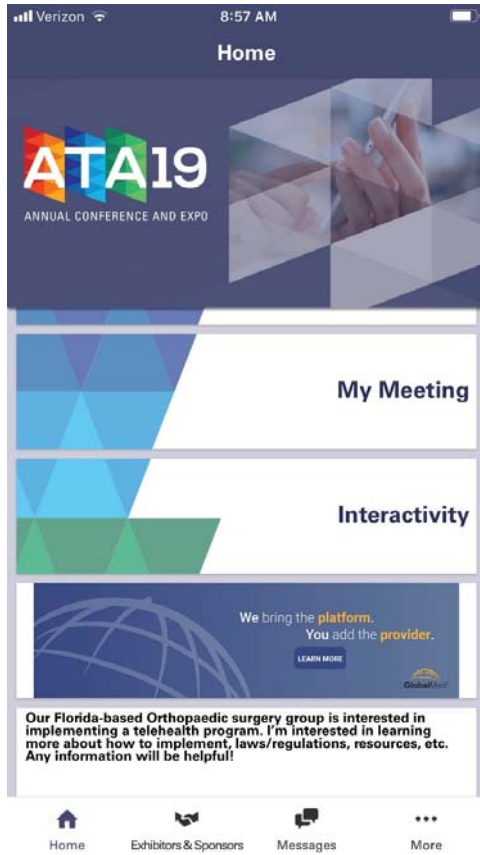 Verizon 8:57 AM
Home
ATA19
ANNUAL CONFERENCE AND EXPO
My Meeting
Interactivity
We bring the platform.
You add the provider.
LEARN MORE
GlobalMed
Our Florida-based Orthopaedic surgery group is interested in
implementing a telehealth program. I'm interested in learning
more about how to implement, laws/regulations, resources, etc.
Any information will be helpful!
Home Exhibitors & Sponsors Messages More